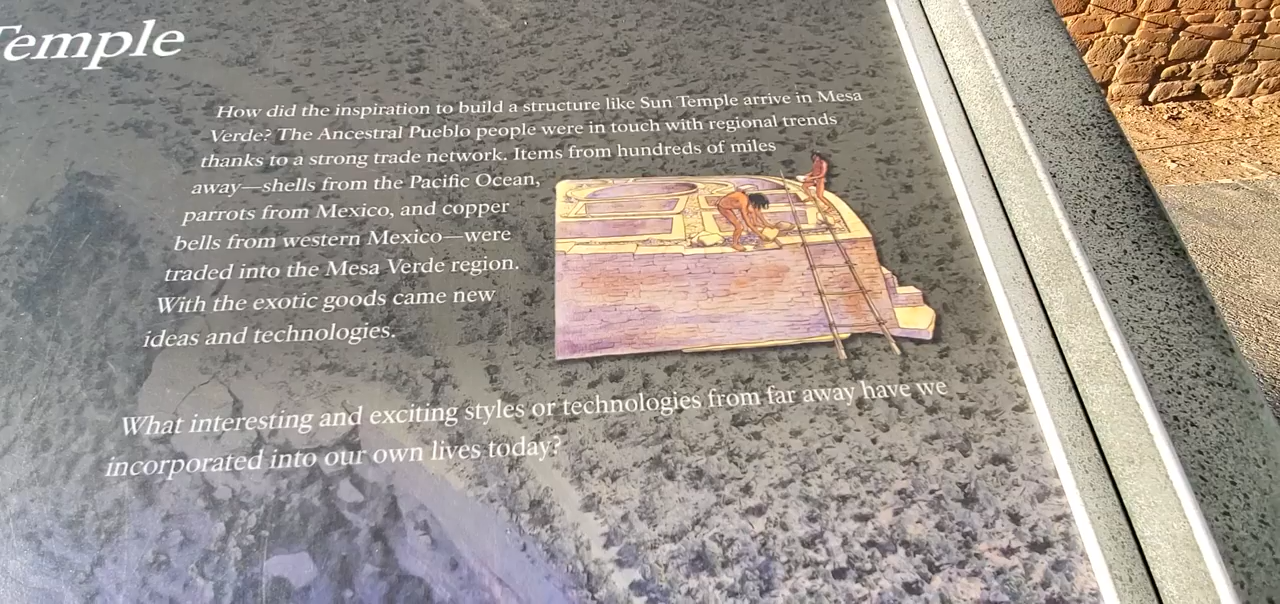 Temple
How did the inspiration to build a structure like Sun Temple arrive in Mesa
Verde? The Ancestral Pueblo people were in touch with regional trends
thanks to a strong trade network. Items from hundreds of miles
away—shells from the Pacific Ocean,
parrots from Mexico, and copper
bells from western Mexico—were
traded into the Mesa Verde region.
With the exotic goods came new
ideas and technologies.
What interesting and exciting styles or technologies from far away have we
incorporated into our own lives today?